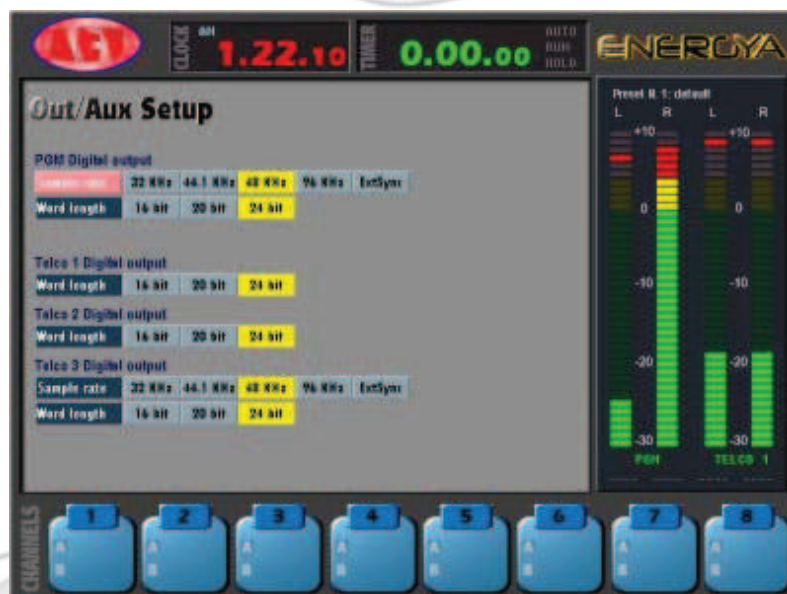 AEV
CLOCK
AM
1.22.10
TIMER
0.00.00
AUTO
RUN
HOLD
ENERGYA
Out/Aux Setup
PGM Digital output
32 KHz 44.1 KHz 48 KHz 96 KHz ExtSync
Word length 16 bit 20 bit 24 bit
Telco 1 Digital output
Word length 16 bit 20 bit 24 bit
Telco 2 Digital output
Word length 16 bit 20 bit 24 bit
Telco 3 Digital output
Sample rate 32 KHz 44.1 KHz 48 KHz 96 KHz ExtSync
Word length 16 bit 20 bit 24 bit
Preset N. 1: default
L R L R
+10 +10
0 0
-10 -10
-20 -20
-30 -30
PGM TELCO 1
CHANNELS
1 2 3 4 5 6 7 8
A A A A A A A A
B B B B B B B B